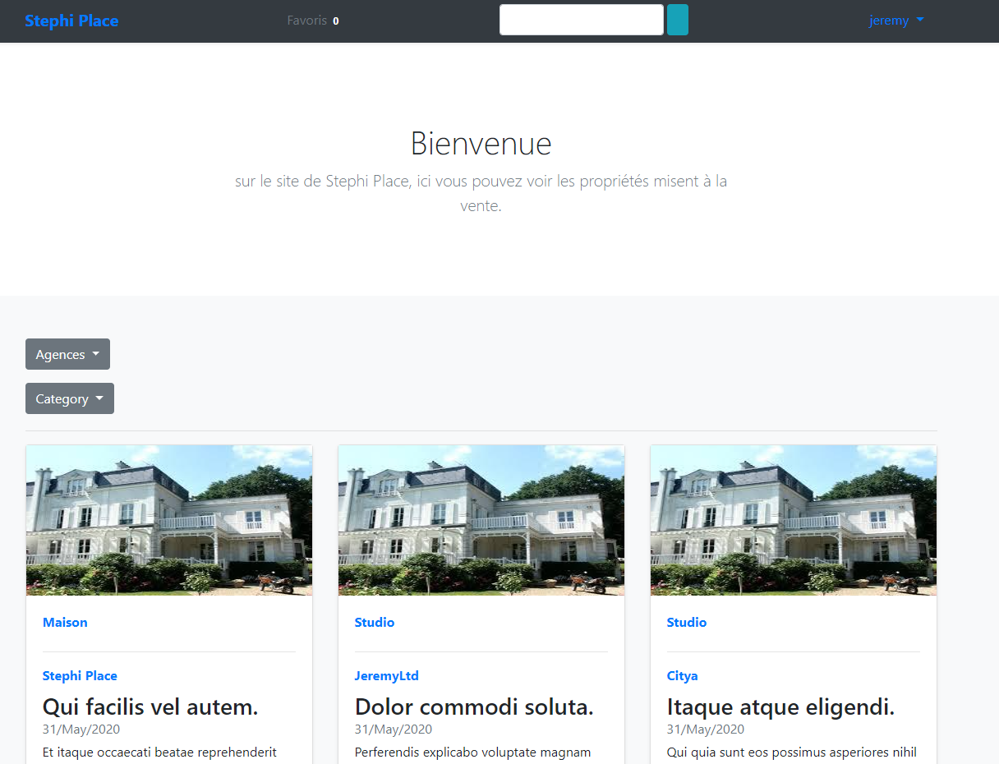 Stephi Place Favoris 0 jeremy
Bienvenue
sur le site de Stephi Place, ici vous pouvez voir les propriétés misent à la
vente.
Agences
Category
Maison
Stephi Place
Qui facilis vel autem.
31/May/2020
Et itaque occaecati beatae reprehenderit
Studio
JeremyLtd
Dolor commodi soluta.
31/May/2020
Perferendis explicabo voluptate magnam
Studio
Citya
Itaque atque eligendi.
31/May/2020
Qui quia sunt eos possimus asperiores nihil